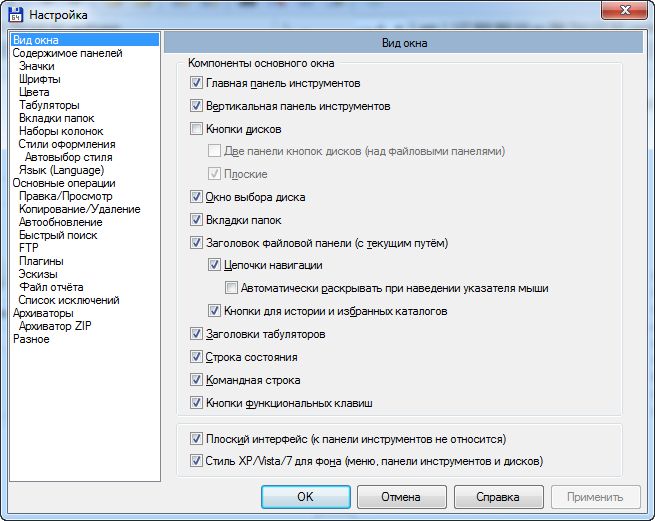 Настройка
Вид окна
Содержимое панелей
Значки
Шрифты
Цвета
Табуляторы
Вкладки папок
Наборы колонок
Стили оформления
Автовыбор стиля
Язык (Language)
Основные операции
Правка/Просмотр
Копирование/Удаление
Автообновление
Быстрый поиск
FTP
Плагины
Эскизы
Файл отчёта
Список исключений
Архиваторы
Архиватор ZIP
Разное
Вид окна
Компоненты основного окна
Главная панель инструментов
Вертикальная панель инструментов
Кнопки дисков
Две панели кнопок дисков (над файловыми панелями)
Плоские
Окно выбора диска
Вкладки папок
Заголовок файловой панели (с текущим путём)
Цепочки навигации
Автоматически раскрывать при наведении указателя мыши
Кнопки для истории и избранных каталогов
Заголовки табуляторов
Строка состояния
Командная строка
Кнопки функциональных клавиш
Плоский интерфейс (к панели инструментов не относится)
Стиль XP/Vista/7 для фона (меню, панели инструментов и дисков)
OK
Отмена
Справка
Применить